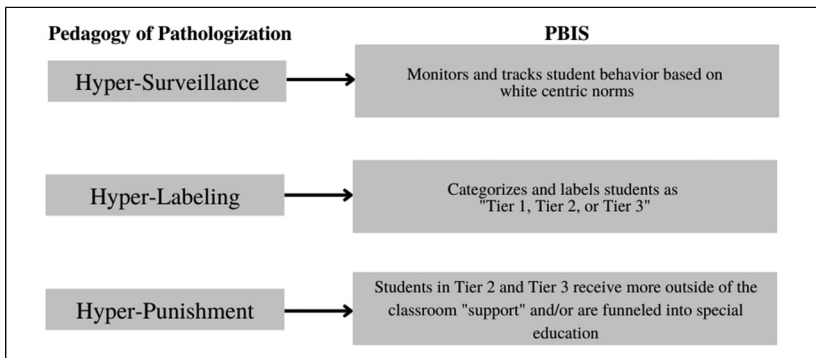 Pedagogy of Pathologization
PBIS
Hyper-Surveillance
Monitors and tracks student behavior based on
white centric norms
Hyper-Labeling
Categorizes and labels students as
"Tier 1, Tier 2, or Tier 3"
Hyper-Punishment
Students in Tier 2 and Tier 3 receive more outside of the
classroom "support" and/or are funneled into special
education